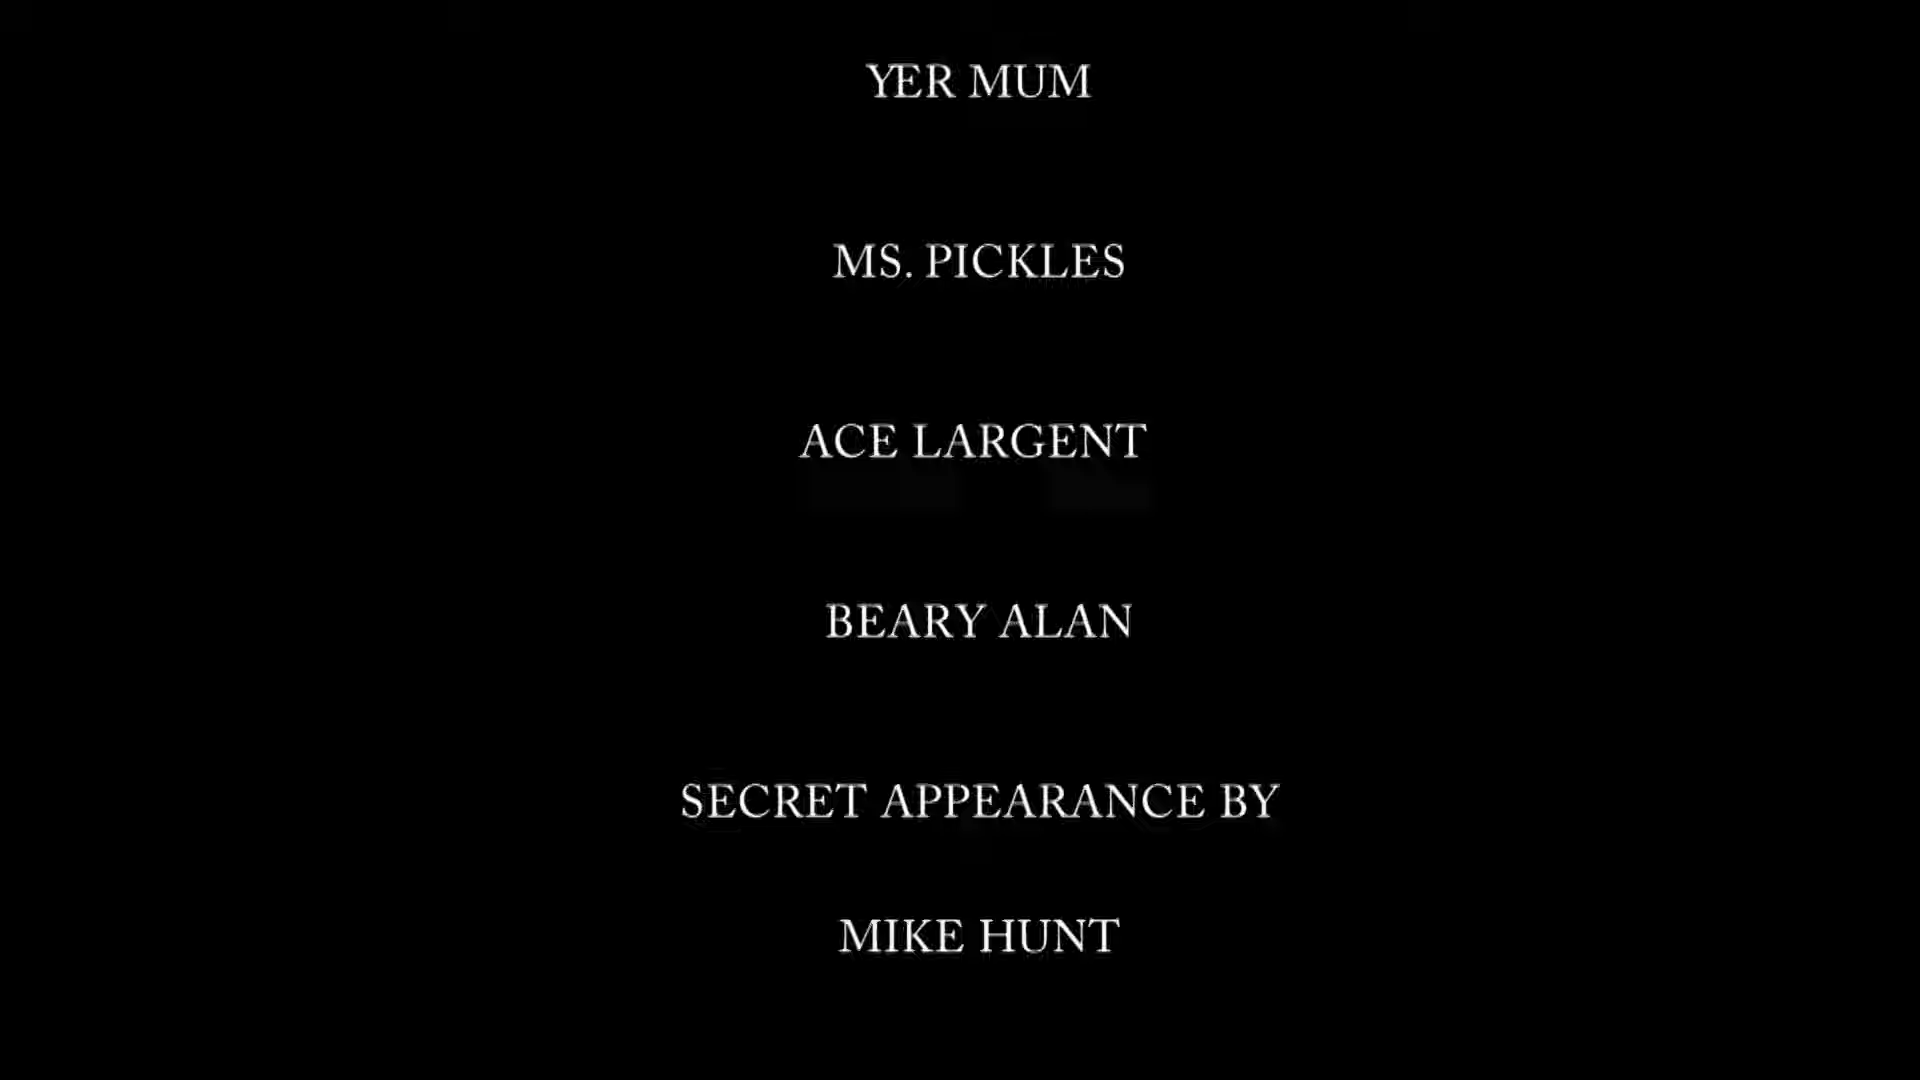 YER MUM
MS. PICKLES
ACE LARGENT
BEARY ALAN
SECRET APPEARANCE BY
MIKE HUNT